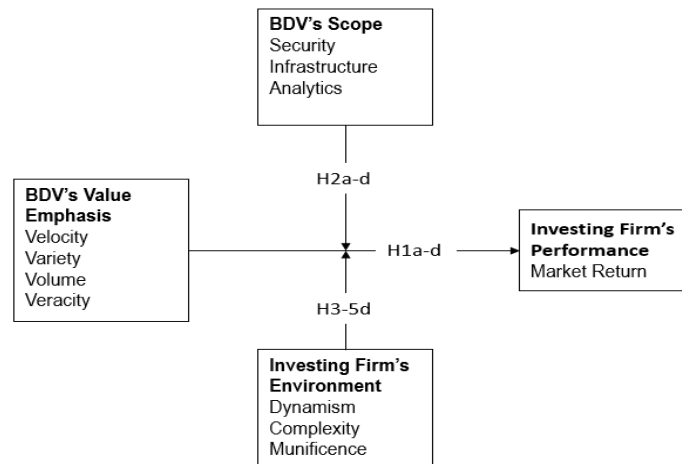 BDV's Scope
Security
Infrastructure
Analytics
H2a-d
BDV's Value
Emphasis
Velocity
Variety
Volume
Veracity
H1a-d
Investing Firm's
Performance
Market Return
H3-5d
Investing Firm's
Environment
Dynamism
Complexity
Munificence